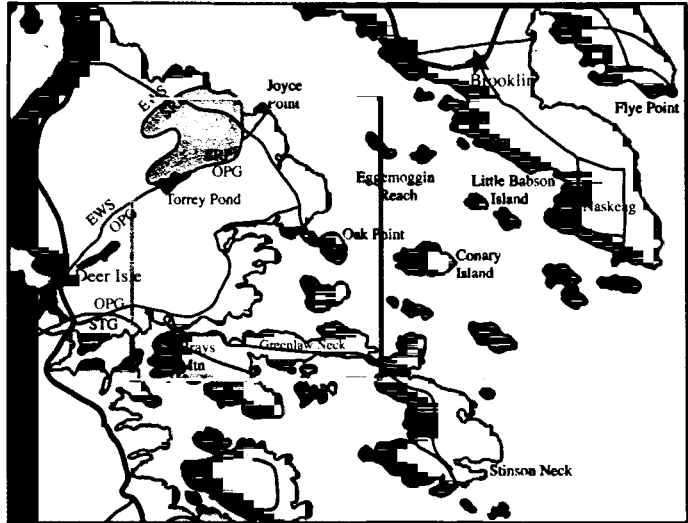 Joyce
Point
EWS
Brooklin
Flye Point
OPG
Eggemoggin
Reach
Little Babson
Island
Torrey Pond
Naskeag
EWS
OPG
Oak Point
Conary
Island
Deer Isle
OPG
STG
Greenlaw Neck
Mtn
Stinson Neck